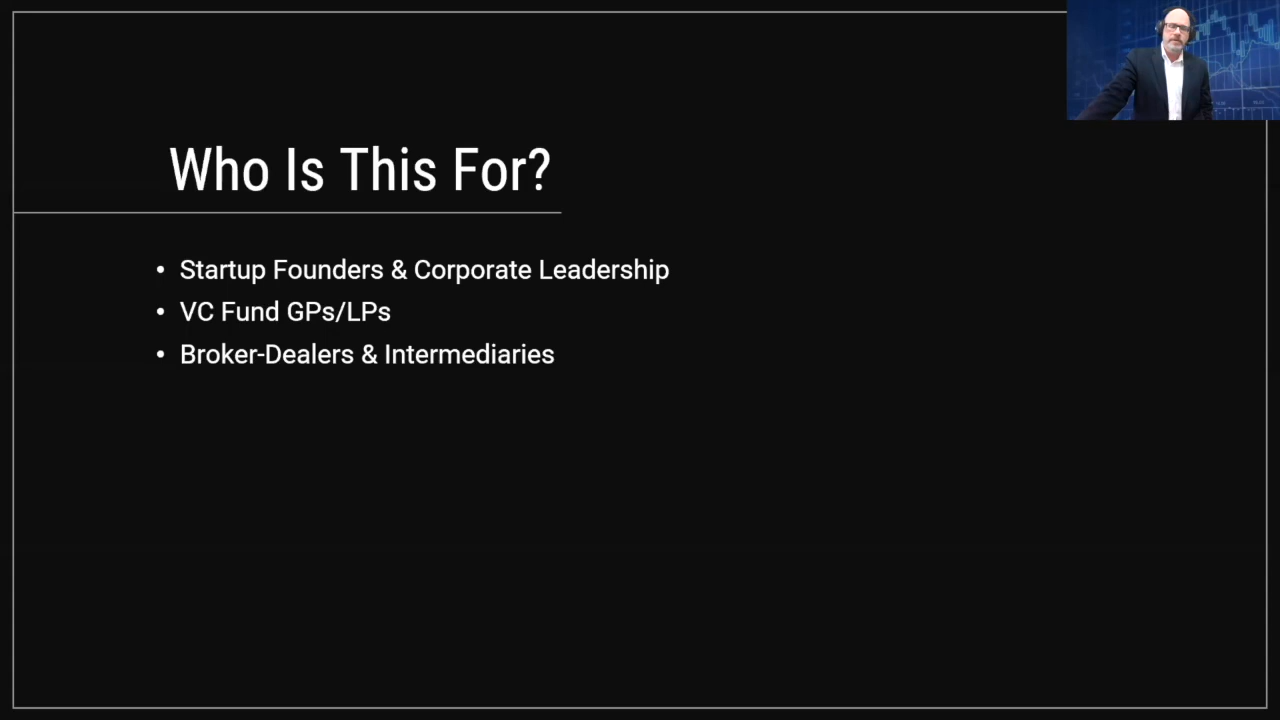 Who Is This For?
• Startup Founders & Corporate Leadership
• VC Fund GPs/LPs
• Broker-Dealers & Intermediaries